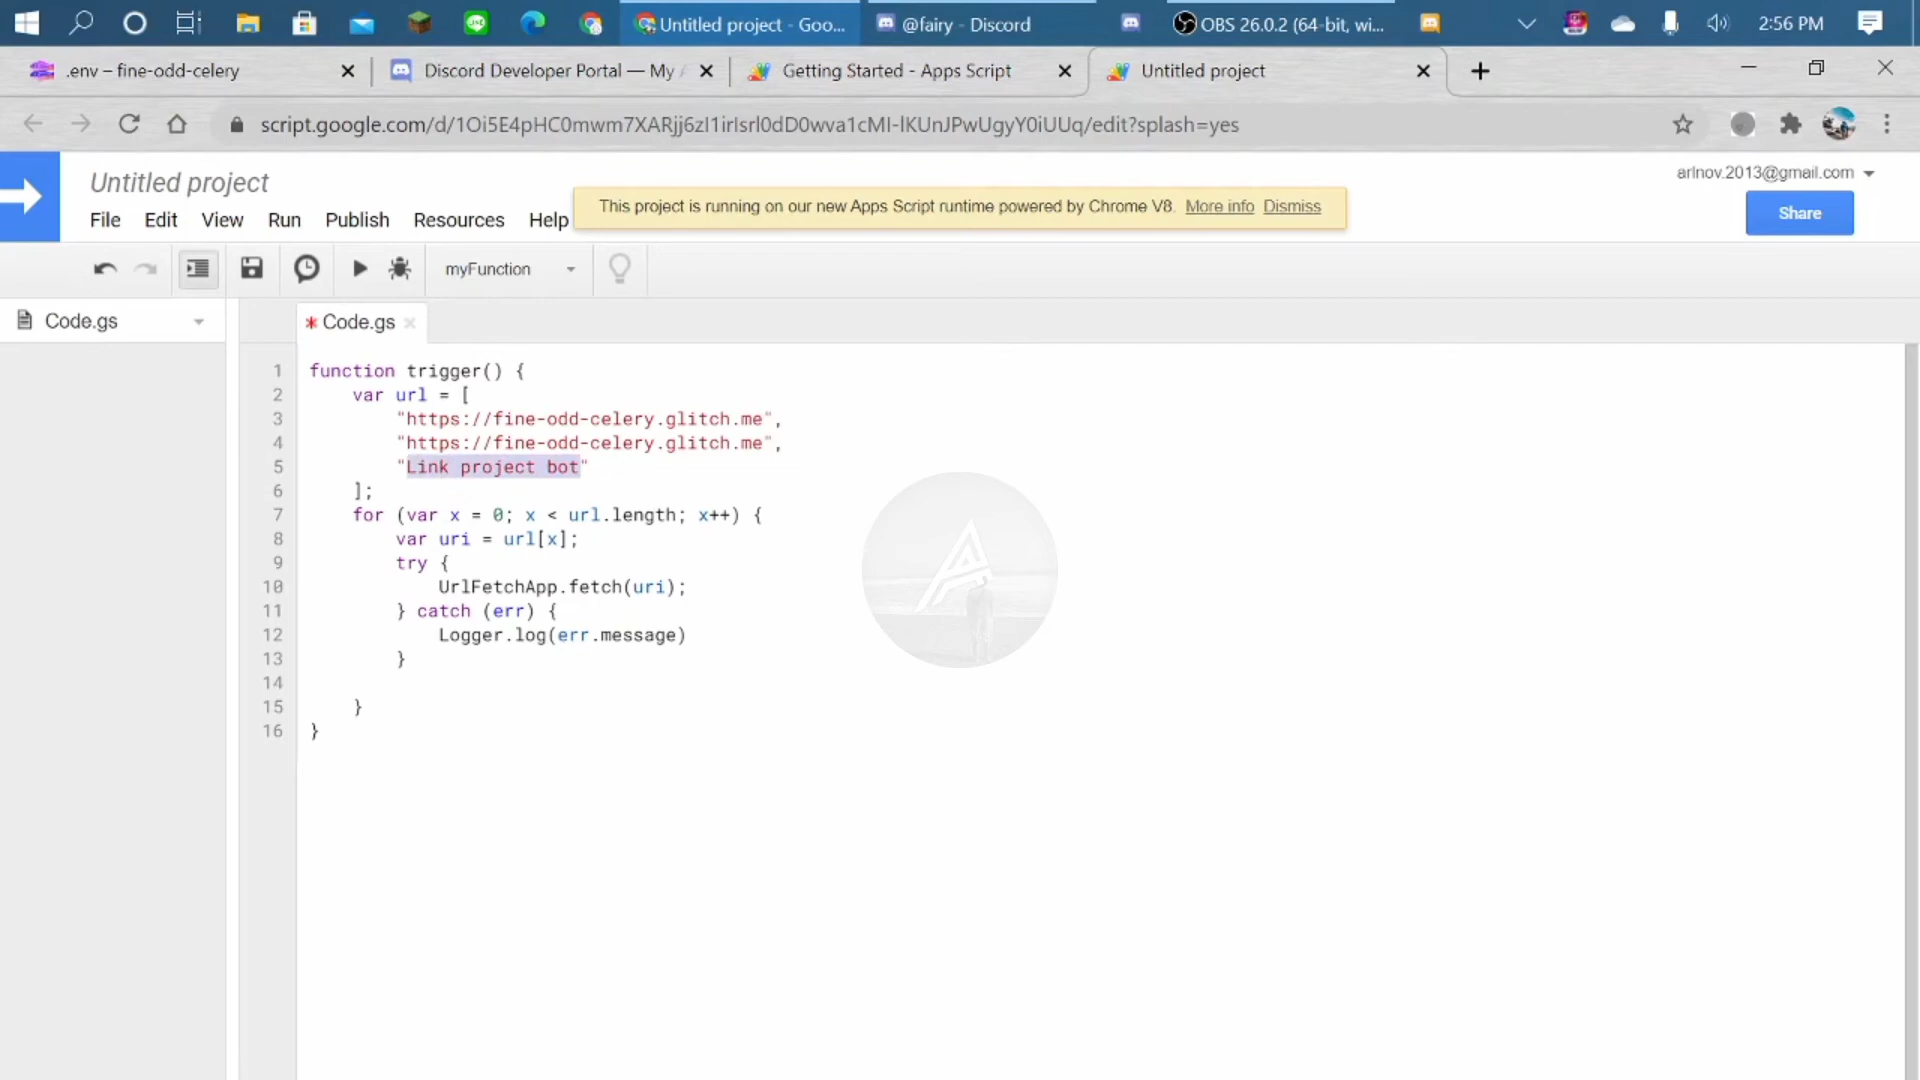 Untitled project - Goo...
@fairy - Discord
OBS 26.0.2 (64-bit, wi...
2:56 PM
.env – fine-odd-celery
Discord Developer Portal — My
Getting Started - Apps Script
Untitled project
script.google.com/d/1Oi5E4pHC0mwm7XARjj6zI1irIsrl0dD0wva1cMI-lKUnJPwUgyY0iUUq/edit?splash=yes
Untitled project
arlnov.2013@gmail.com
This project is running on our new Apps Script runtime powered by Chrome V8. More info Dismiss
Share
File Edit View Run Publish Resources Help
myFunction
Code.gs
* Code.gs
1 function trigger() {
2 var url = [
3 "https://fine-odd-celery.glitch.me",
4 "https://fine-odd-celery.glitch.me",
5 "Link project bot"
6 ];
7 for (var x = 0; x < url.length; x++) {
8 var uri = url[x];
9 try {
10 UrlFetchApp.fetch(uri);
11 } catch (err) {
12 Logger.log(err.message)
13 }
14
15 }
16 }